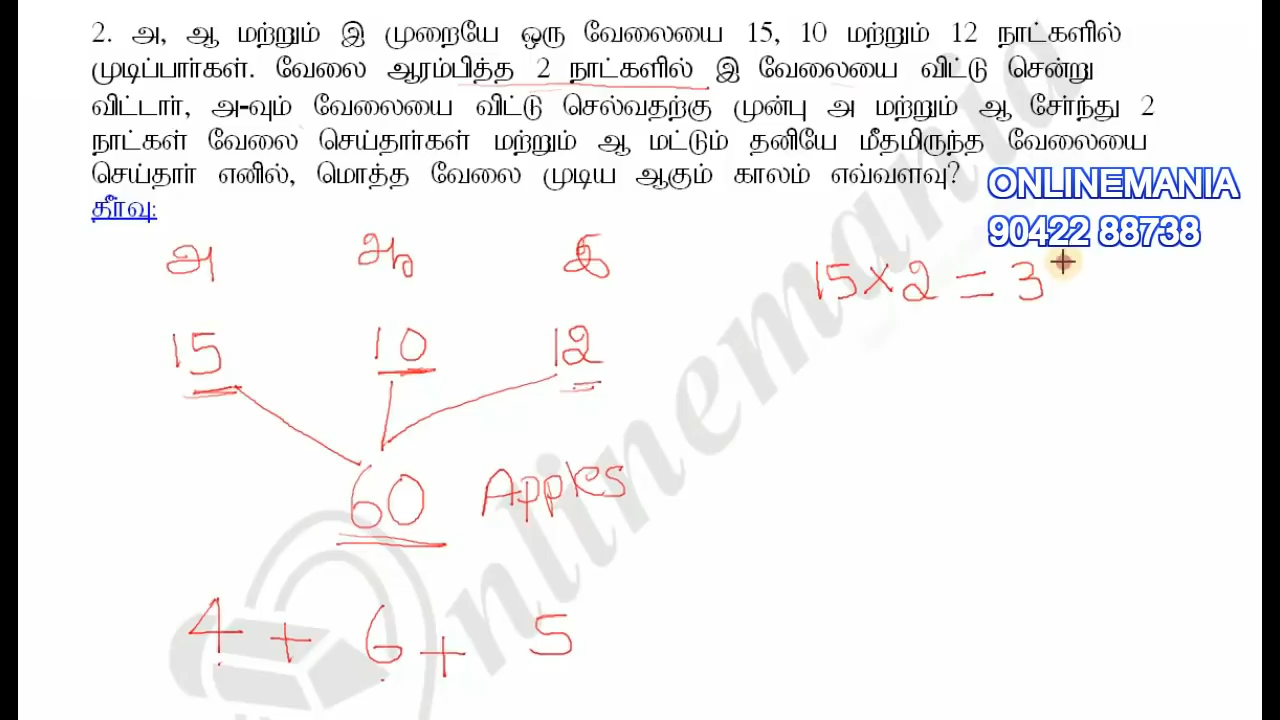 2. அ, ஆ மற்றும் இ முறையே ஒரு வேலையை 15, 10 மற்றும் 12 நாட்களில்
முடிப்பார்கள். வேலை ஆரம்பித்த 2 நாட்களில் இ வேலையை விட்டு சென்று
விட்டார், அ-வும் வேலையை விட்டு செல்வதற்கு முன்பு அ மற்றும் ஆ சேர்ந்து 2
நாட்கள் வேலை செய்தார்கள் மற்றும் ஆ மட்டும் தனியே மீதமிருந்த வேலையை
செய்தார் எனில், மொத்த வேலை முடிய ஆகும் காலம் எவ்வளவு?
ONLINEMANIA
90422 88738
தீர்வு:
அ ஆ இ
15×2 = 3
15 10 12
60 Apples
4 + 6 + 5
Onlinemania